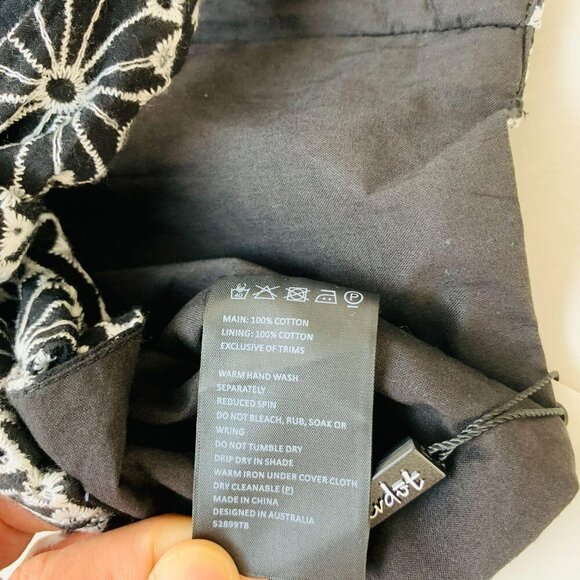 MAIN: 100% COTTON
LINING: 100% COTTON
EXCLUSIVE OF TRIMS
WARM HAND WASH
SEPARATELY
REDUCED SPIN
DO NOT BLEACH, RUB, SOAK OR
WRING
DO NOT TUMBLE DRY
DRIP DRY IN SHADE
WARM IRON UNDER COVER CLOTH
DRY CLEANABLE (P)
MADE IN CHINA
DESIGNED IN AUSTRALIA
52899TB